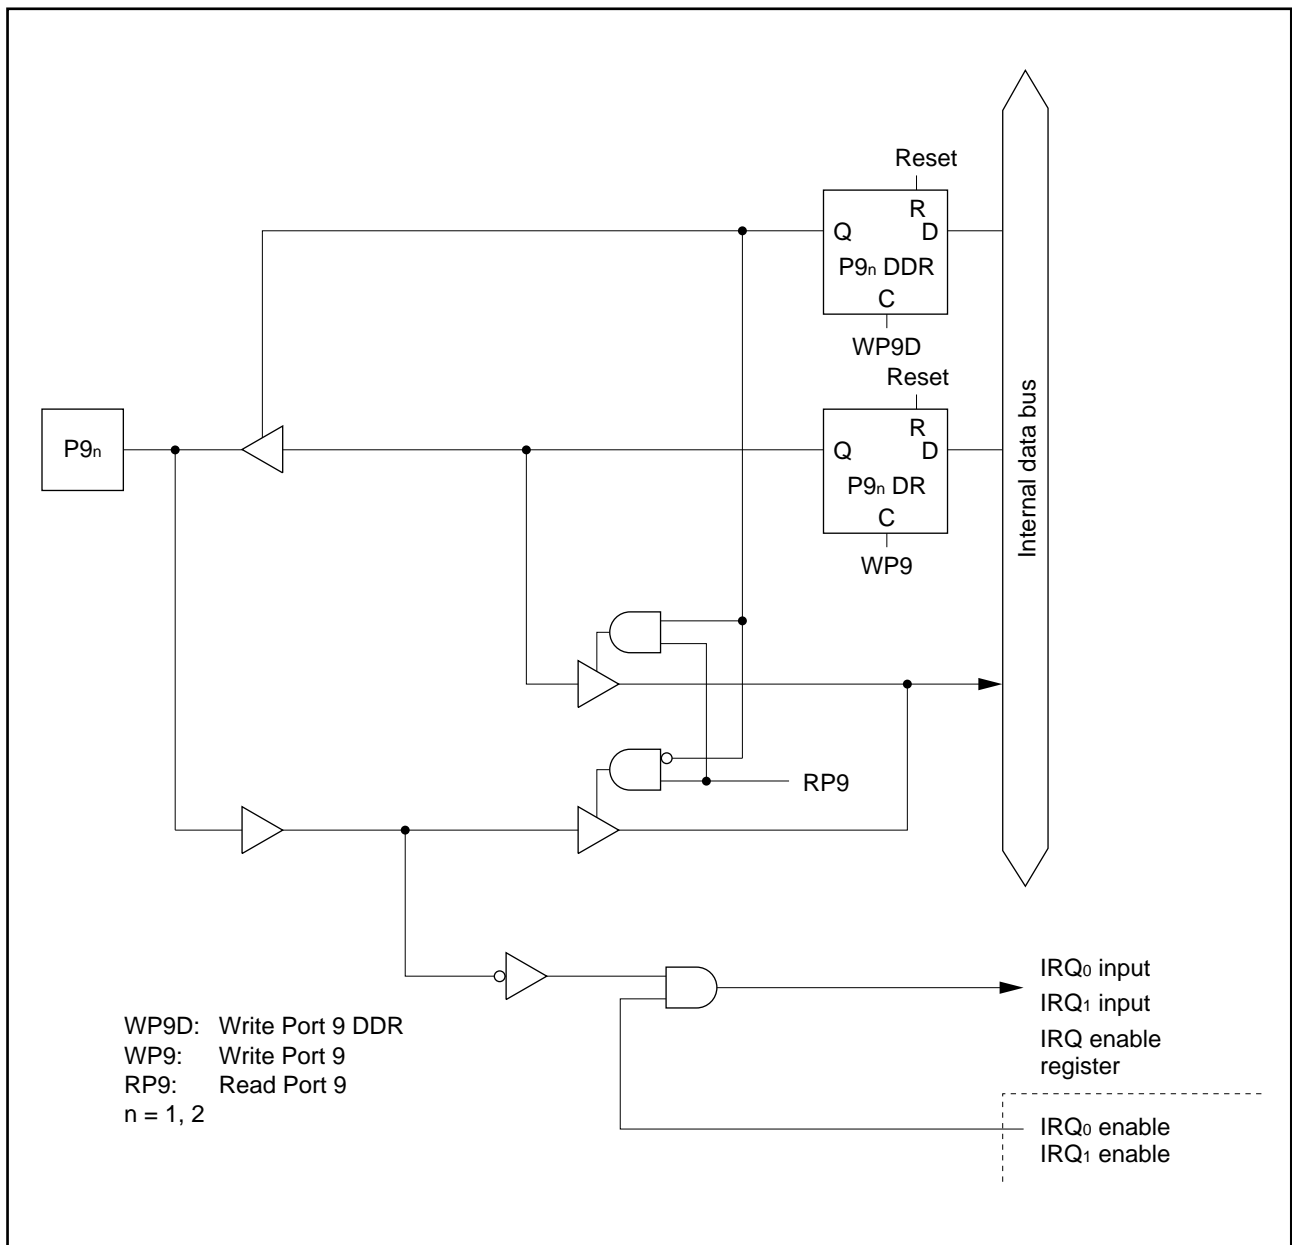 Reset
R
Q D
P9n DDR
C
WP9D
Reset
R
Q D
P9n DR
C
WP9
P9n
Internal data bus
RP9
IRQ0 input
IRQ1 input
IRQ enable
register
IRQ0 enable
IRQ1 enable
WP9D: Write Port 9 DDR
WP9: Write Port 9
RP9: Read Port 9
n = 1, 2